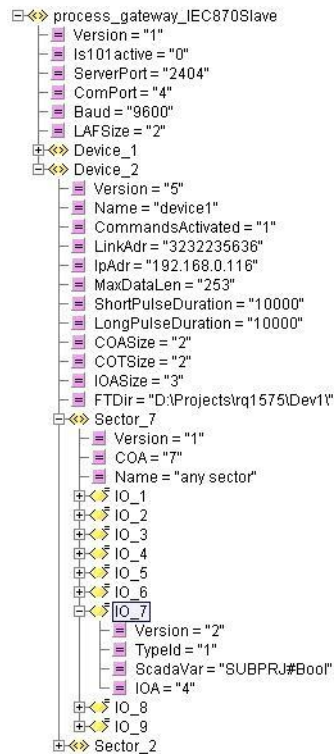 process_gateway_IEC870Slave
Version = "1"
Is101active = "0"
ServerPort = "2404"
ComPort = "4"
Baud = "9600"
LAFSize = "2"
Device_1
Device_2
Version = "5"
Name = "device1"
CommandsActivated = "1"
LinkAdr = "3232235636"
IpAdr = "192.168.0.116"
MaxDataLen = "253"
ShortPulseDuration = "10000"
LongPulseDuration = "10000"
COASize = "2"
COTSize = "2"
IOASize = "3"
FTDir = "D:\Projects\rq1575\Dev1\"
Sector_7
Version = "1"
COA = "7"
Name = "any sector"
IO_1
IO_2
IO_3
IO_4
IO_5
IO_6
IO_7
Version = "2"
TypeId = "1"
ScadaVar = "SUBPRJ#Bool"
IOA = "4"
IO_8
IO_9
Sector_2